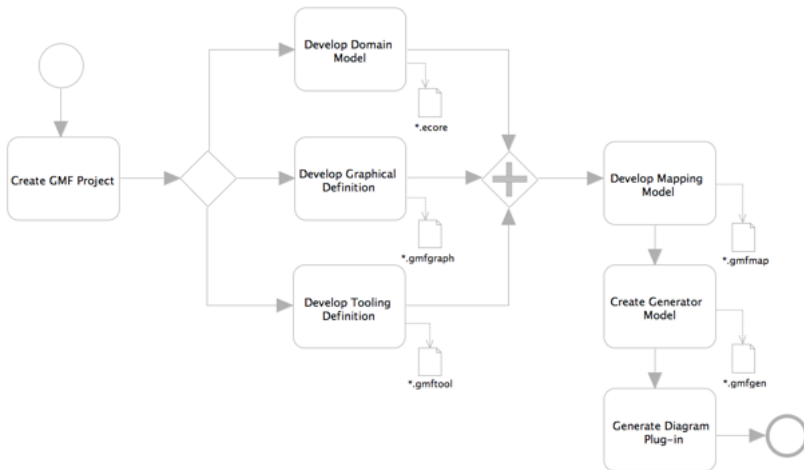 Create GMF Project
Develop Domain
Model
*.ecore
Develop Graphical
Definition
*.gmfgraph
Develop Tooling
Definition
*.gmftool
Develop Mapping
Model
*.gmfmap
Create Generator
Model
*.gmfgen
Generate Diagram
Plug-in